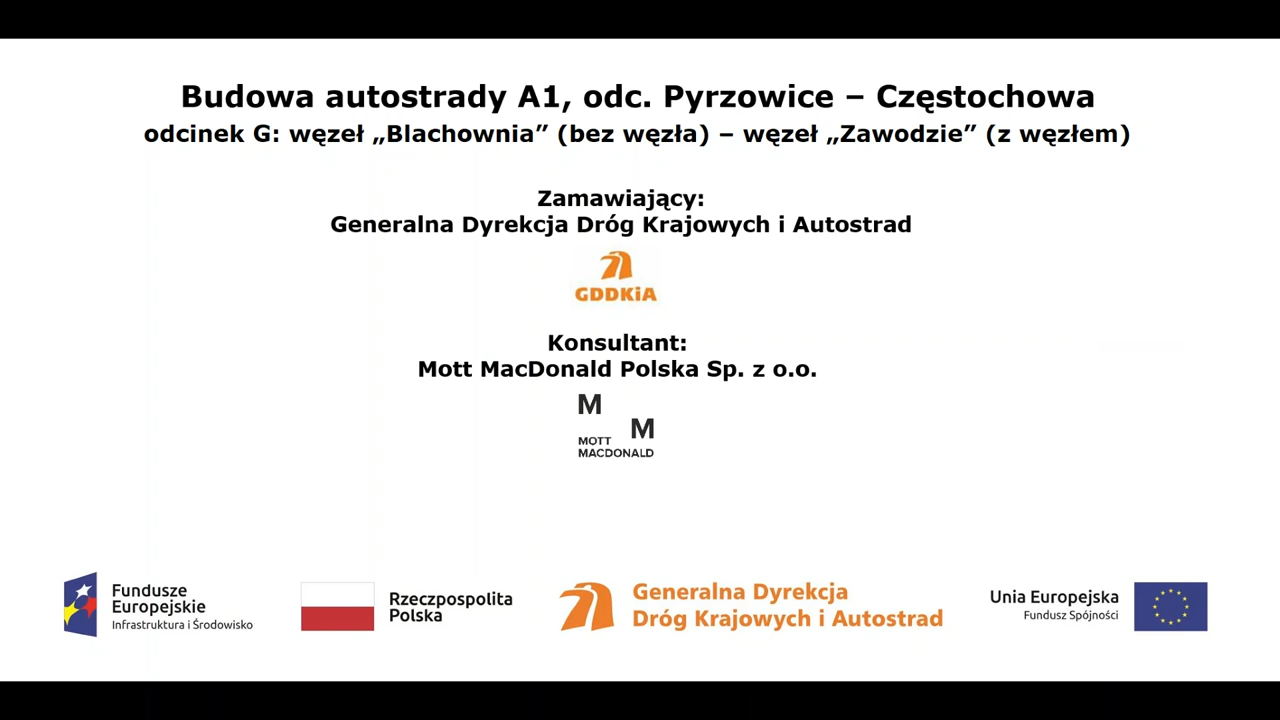 Budowa autostrady A1, odc. Pyrzowice – Częstochowa
odcinek G: węzeł „Blachownia” (bez węzła) – węzeł „Zawodzie” (z węzłem)
Zamawiający:
Generalna Dyrekcja Dróg Krajowych i Autostrad
GDDKiA
Konsultant:
Mott MacDonald Polska Sp. z o.o.
M
M
MOTT
MACDONALD
Fundusze
Europejskie
Infrastruktura i Środowisko
Rzeczpospolita
Polska
Generalna Dyrekcja
Dróg Krajowych i Autostrad
Unia Europejska
Fundusz Spójności